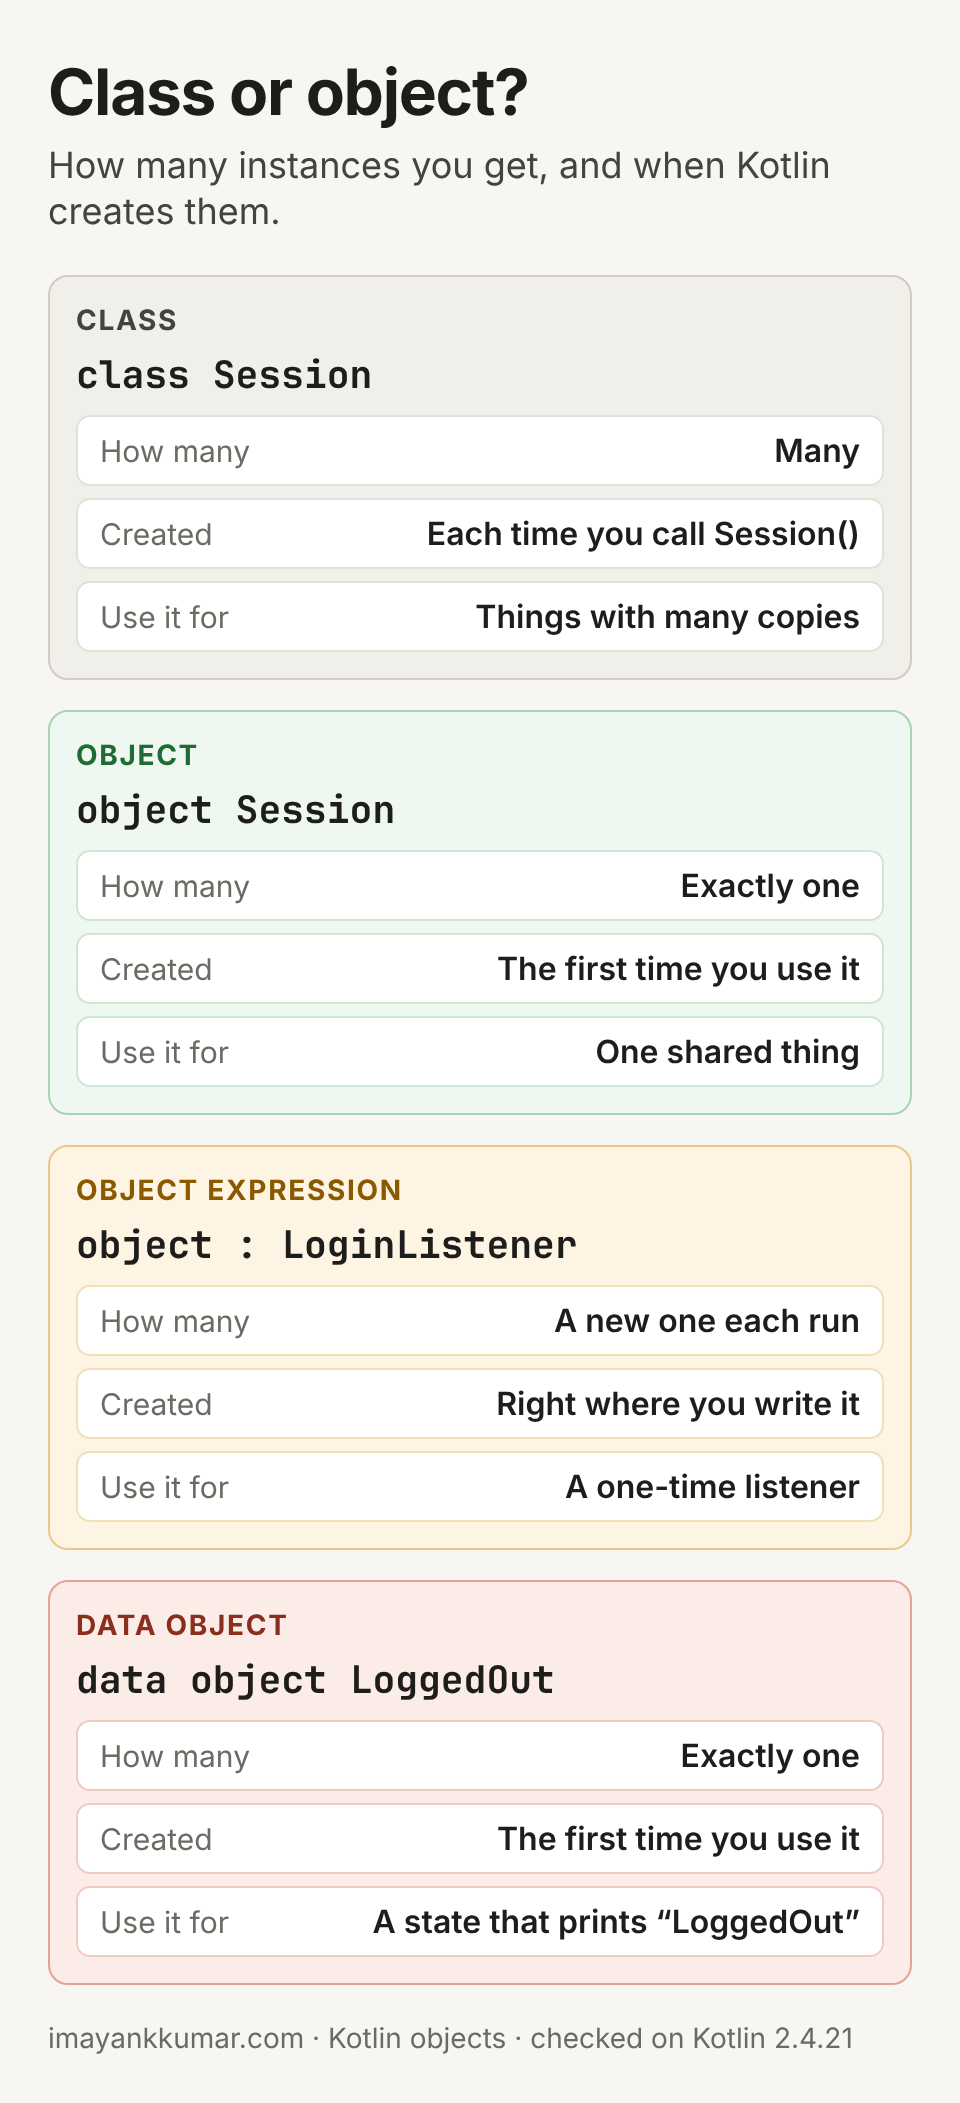 Class or object?
How many instances you get, and when Kotlin
creates them.
CLASS
class Session
How many Many
Created Each time you call Session()
Use it for Things with many copies
OBJECT
object Session
How many Exactly one
Created The first time you use it
Use it for One shared thing
OBJECT EXPRESSION
object : LoginListener
How many A new one each run
Created Right where you write it
Use it for A one-time listener
DATA OBJECT
data object LoggedOut
How many Exactly one
Created The first time you use it
Use it for A state that prints “LoggedOut”
imayankkumar.com · Kotlin objects · checked on Kotlin 2.4.21